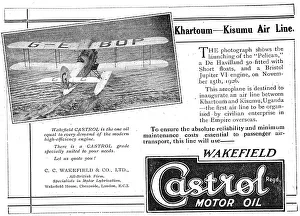 Khartoum—Kisumu Air Line.
G-EBOP
THE photograph shows the
launching of the "Pelican,"
a De Havilland 50 fitted with
Short floats, and a Bristol
Jupiter VI engine, on Nov-
ember 15th, 1926.
This aeroplane is destined to
inaugurate an air line between
Khartoum and Kisumu, Uganda
—the first air line to be organ-
ised by civilian enterprise in
the Empire overseas.
To ensure the absolute reliability and minimum
maintenance costs essential to passenger air-
transport, this line will use—
Wakefield CASTROL is the one oil
equal to every demand of the modern
high-efficiency engine.
There is a CASTROL grade
specially suited to your needs.
Let us quote you!
C. C. WAKEFIELD & CO., LTD.,
All-British Firm.
Specialists in Motor Lubrication,
Wakefield House, Cheapside, London, E.C.2.
WAKEFIELD
Castrol Regd.
MOTOR OIL